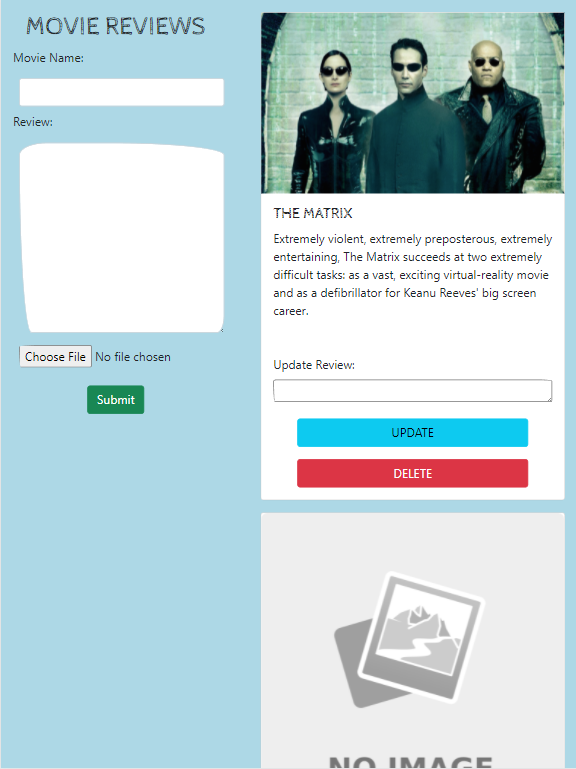 MOVIE REVIEWS
Movie Name:
Review:
Choose File No file chosen
Submit
THE MATRIX
Extremely violent, extremely preposterous, extremely
entertaining, The Matrix succeeds at two extremely
difficult tasks: as a vast, exciting virtual-reality movie
and as a defibrillator for Keanu Reeves' big screen
career.
Update Review:
UPDATE
DELETE
NO IMAGE